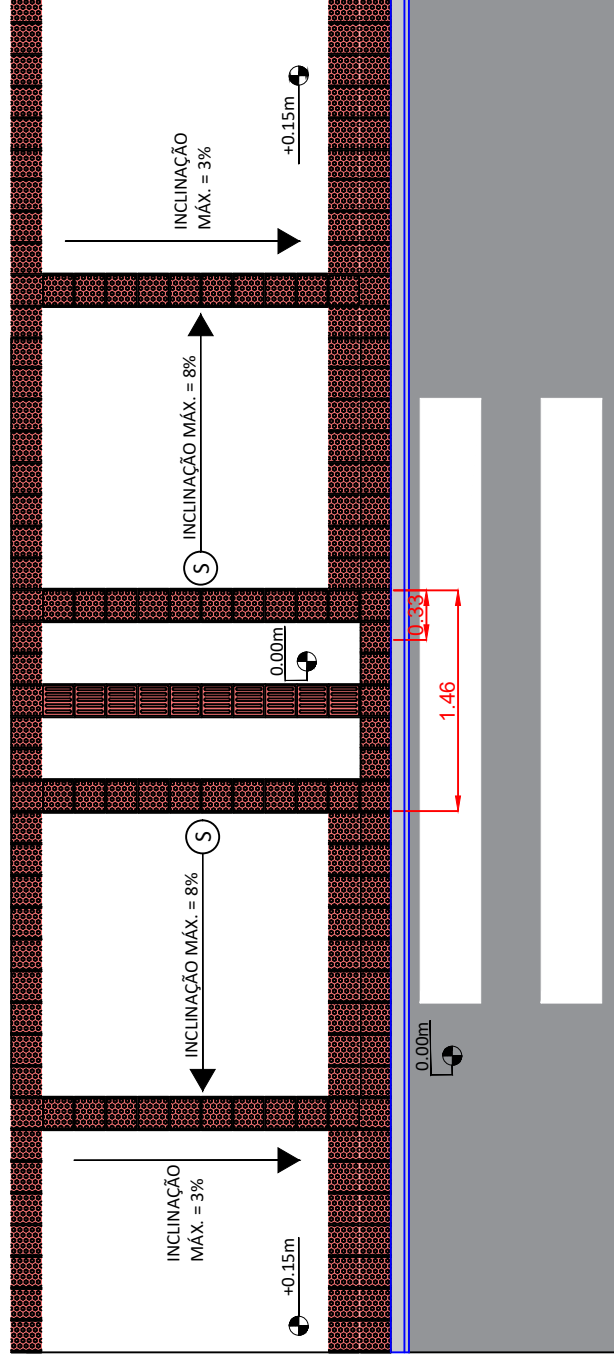 +0.15m
INCLINAÇÃO
MÁX. = 3%
INCLINAÇÃO MÁX. = 8%
S
0.00m
0.33
1.46
S
INCLINAÇÃO MÁX. = 8%
0.00m
INCLINAÇÃO
MÁX. = 3%
+0.15m